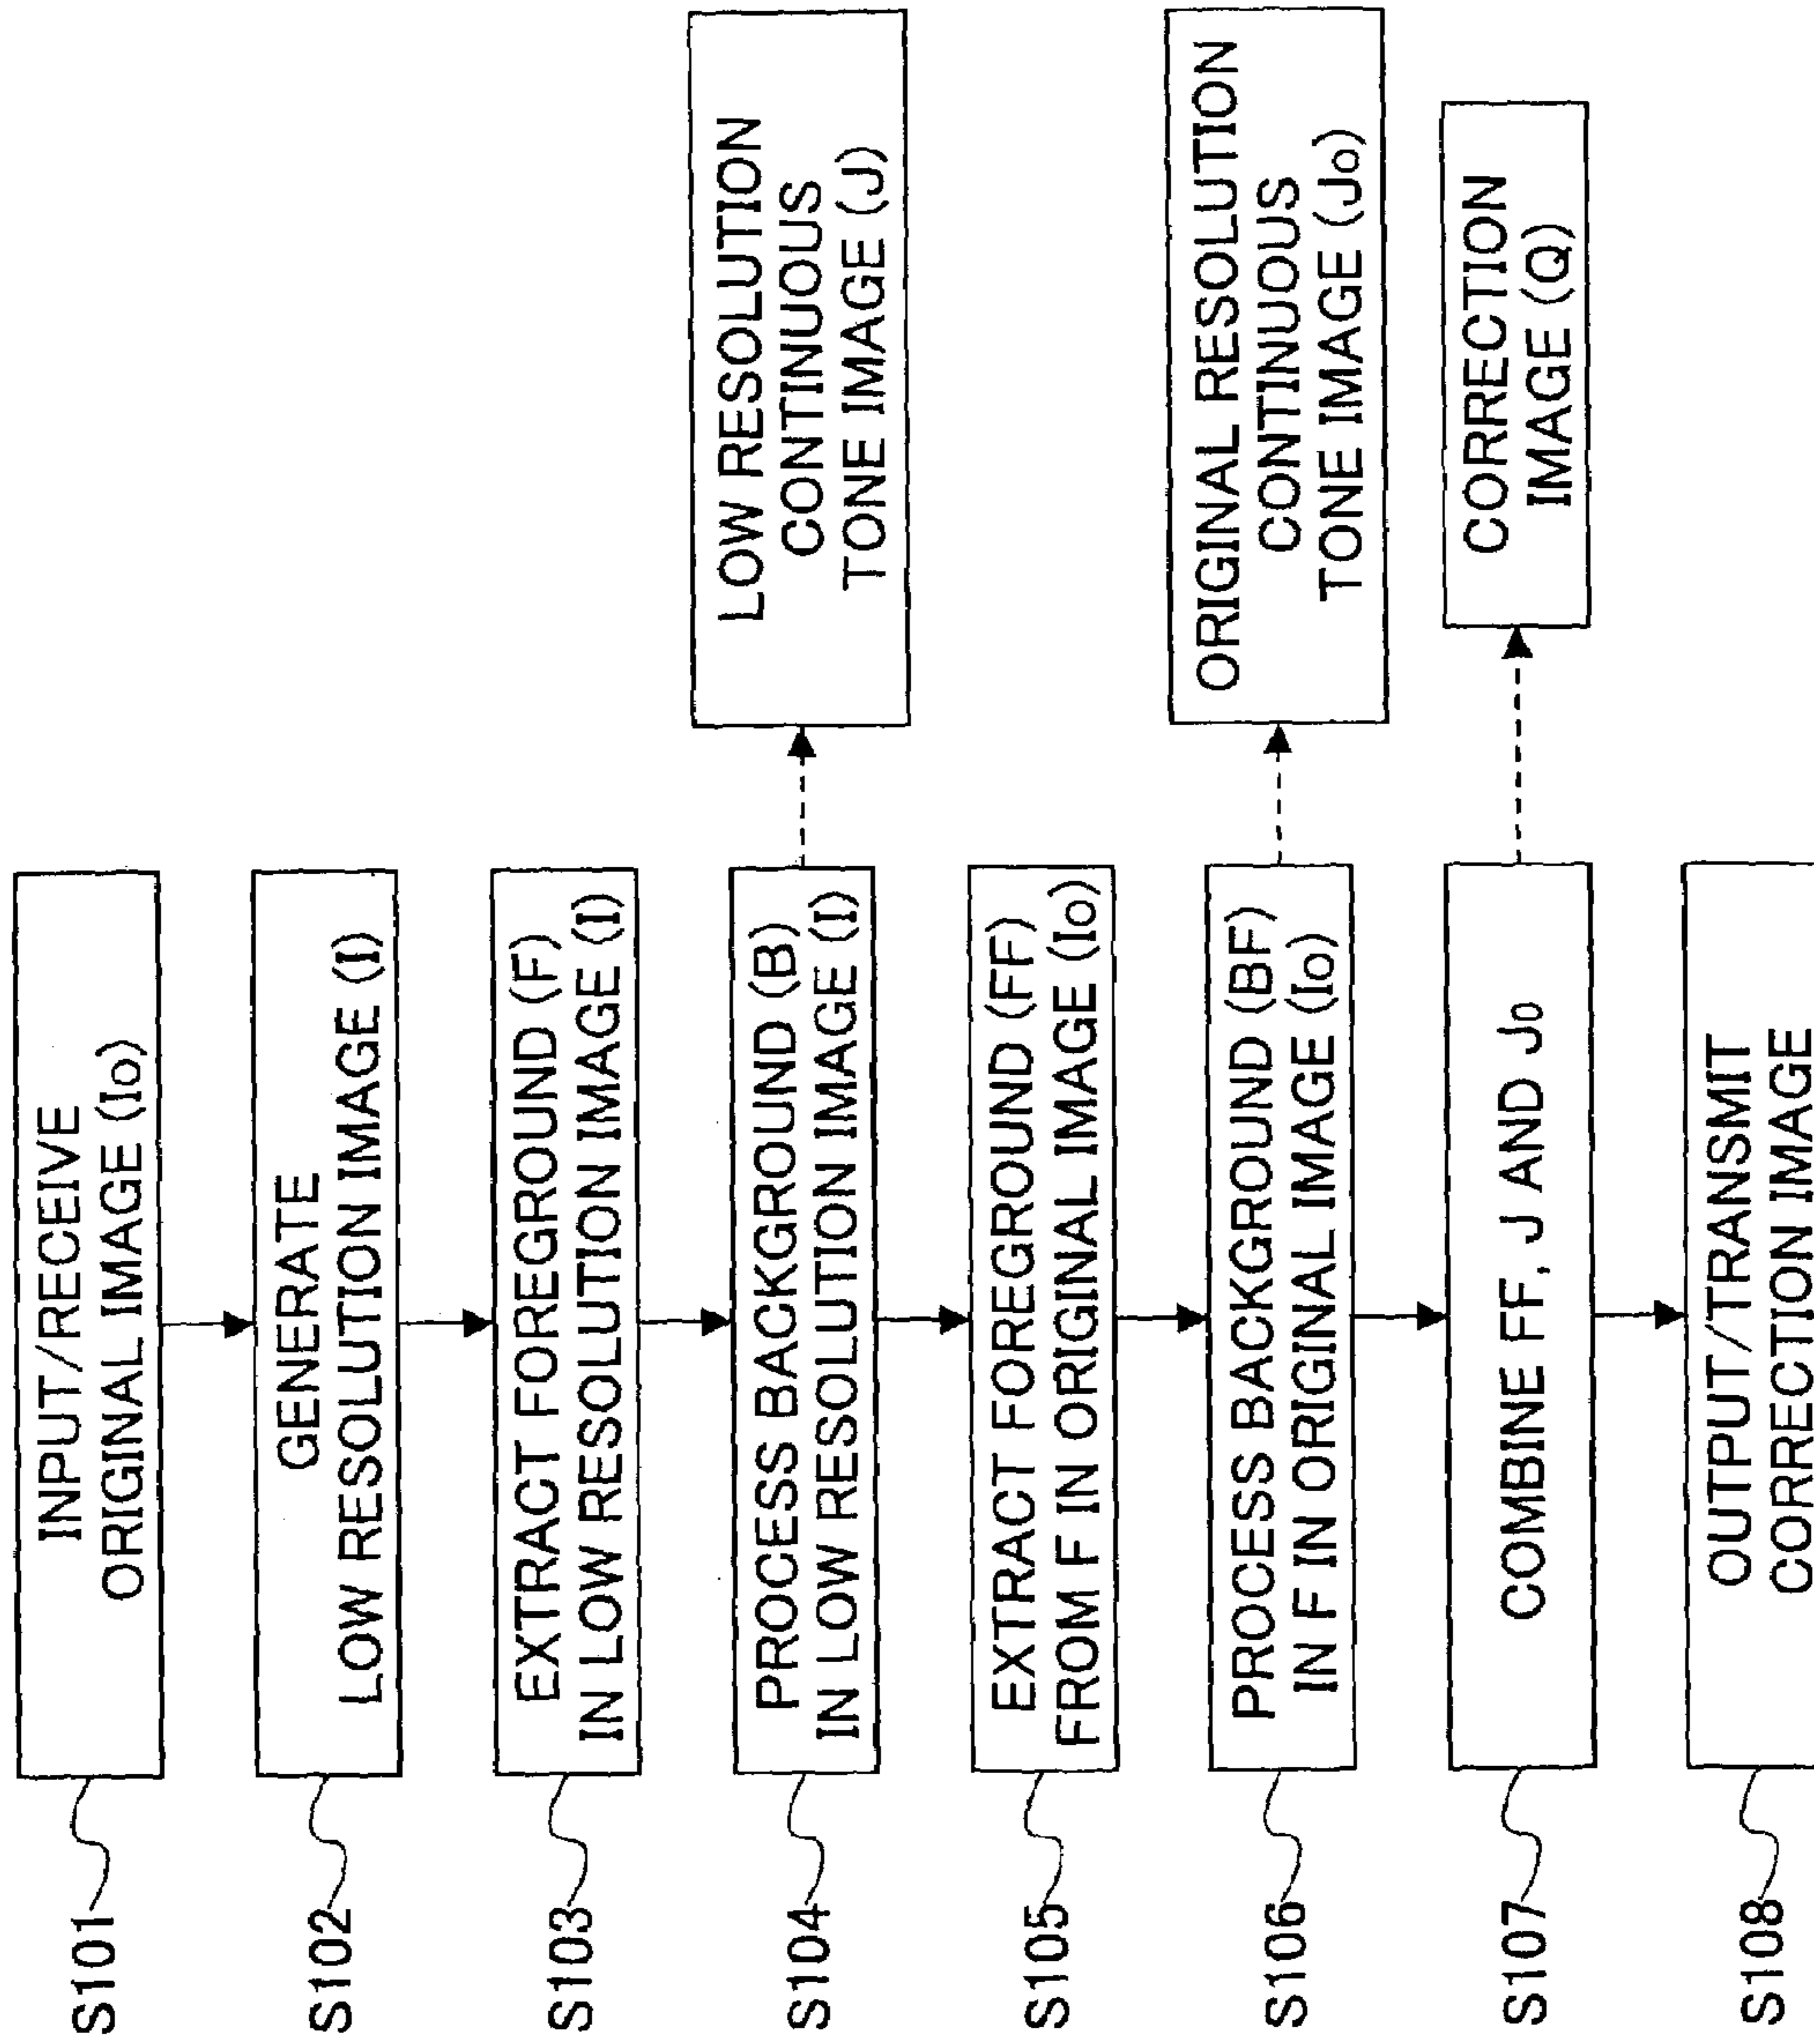 S101
INPUT/RECEIVE
ORIGINAL IMAGE (Io)
S102
GENERATE
LOW RESOLUTION IMAGE (I)
S103
EXTRACT FOREGROUND (F)
IN LOW RESOLUTION IMAGE (I)
S104
PROCESS BACKGROUND (B)
IN LOW RESOLUTION IMAGE (I)
LOW RESOLUTION
CONTINUOUS
TONE IMAGE (J)
S105
EXTRACT FOREGROUND (FF)
FROM F IN ORIGINAL IMAGE (Io)
S106
PROCESS BACKGROUND (BF)
IN F IN ORIGINAL IMAGE (Io)
ORIGINAL RESOLUTION
CONTINUOUS
TONE IMAGE (Jo)
S107
COMBINE FF, J AND J0
CORRECTION
IMAGE (Q)
S108
OUTPUT/TRANSMIT
CORRECTION IMAGE